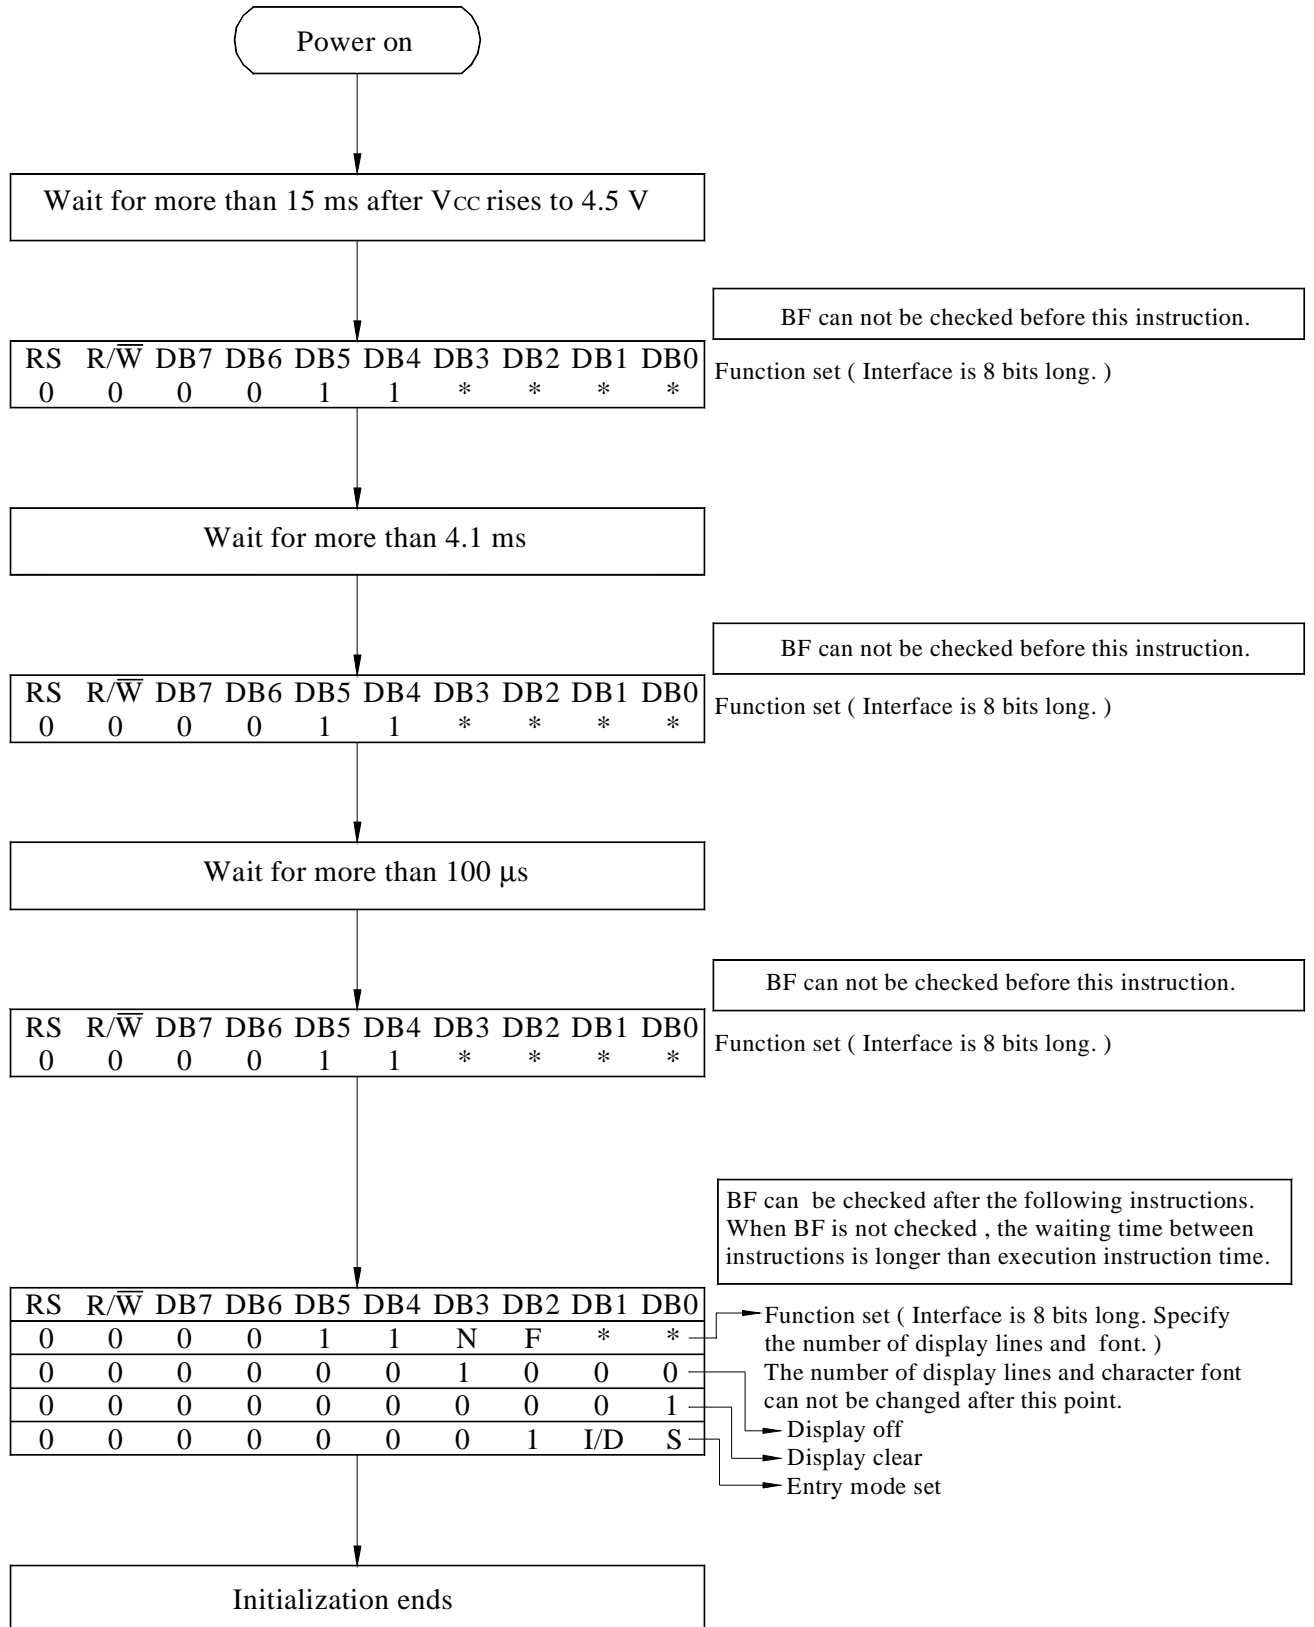 Power on
Wait for more than 15 ms after VCC rises to 4.5 V
BF can not be checked before this instruction.
RS R/W̅ DB7 DB6 DB5 DB4 DB3 DB2 DB1 DB0
0 0 0 0 1 1 * * * *
Function set ( Interface is 8 bits long. )
Wait for more than 4.1 ms
BF can not be checked before this instruction.
RS R/W̅ DB7 DB6 DB5 DB4 DB3 DB2 DB1 DB0
0 0 0 0 1 1 * * * *
Function set ( Interface is 8 bits long. )
Wait for more than 100 μs
BF can not be checked before this instruction.
RS R/W̅ DB7 DB6 DB5 DB4 DB3 DB2 DB1 DB0
0 0 0 0 1 1 * * * *
Function set ( Interface is 8 bits long. )
BF can be checked after the following instructions.
When BF is not checked , the waiting time between
instructions is longer than execution instruction time.
RS R/W̅ DB7 DB6 DB5 DB4 DB3 DB2 DB1 DB0
0 0 0 0 1 1 N F * *
0 0 0 0 0 0 1 0 0 0
0 0 0 0 0 0 0 0 0 1
0 0 0 0 0 0 0 1 I/D S
Function set ( Interface is 8 bits long. Specify
the number of display lines and font. )
The number of display lines and character font
can not be changed after this point.
Display off
Display clear
Entry mode set
Initialization ends